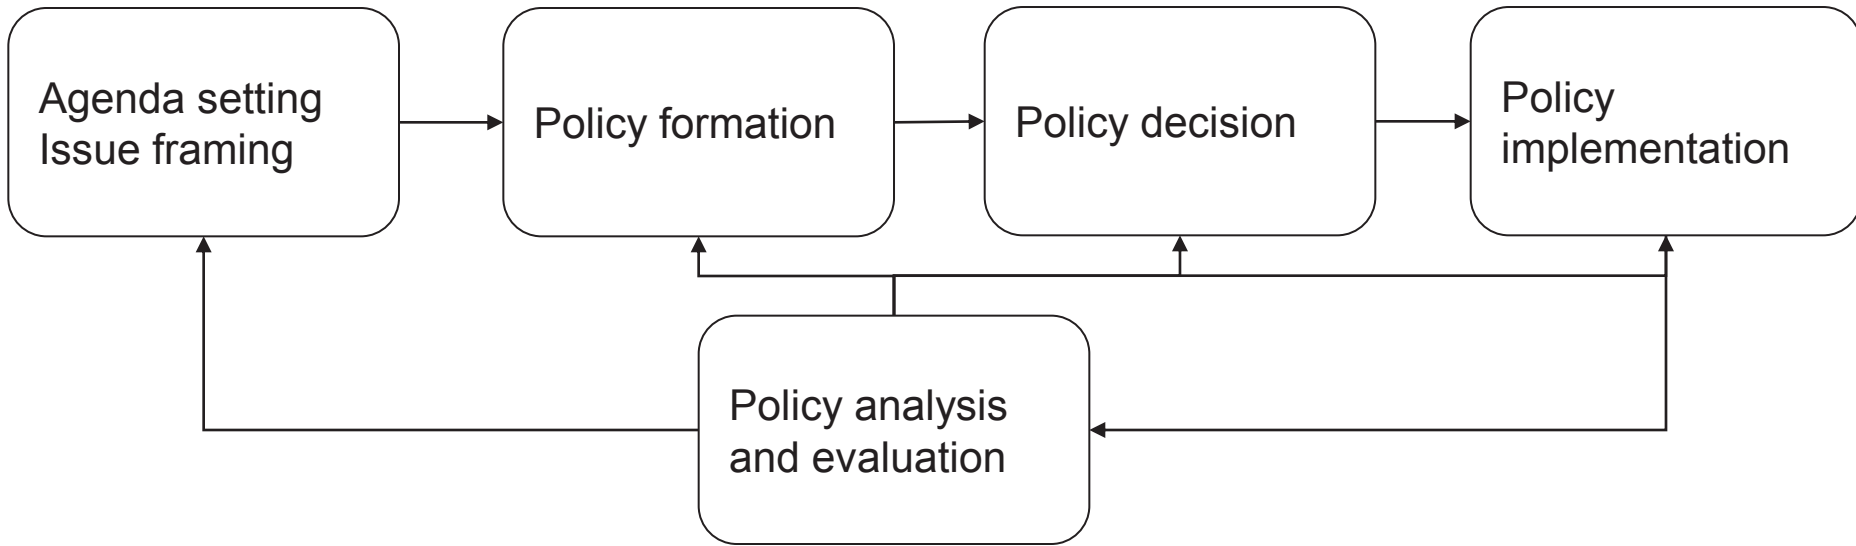 Agenda setting
Issue framing
Policy formation
Policy decision
Policy
implementation
Policy analysis
and evaluation